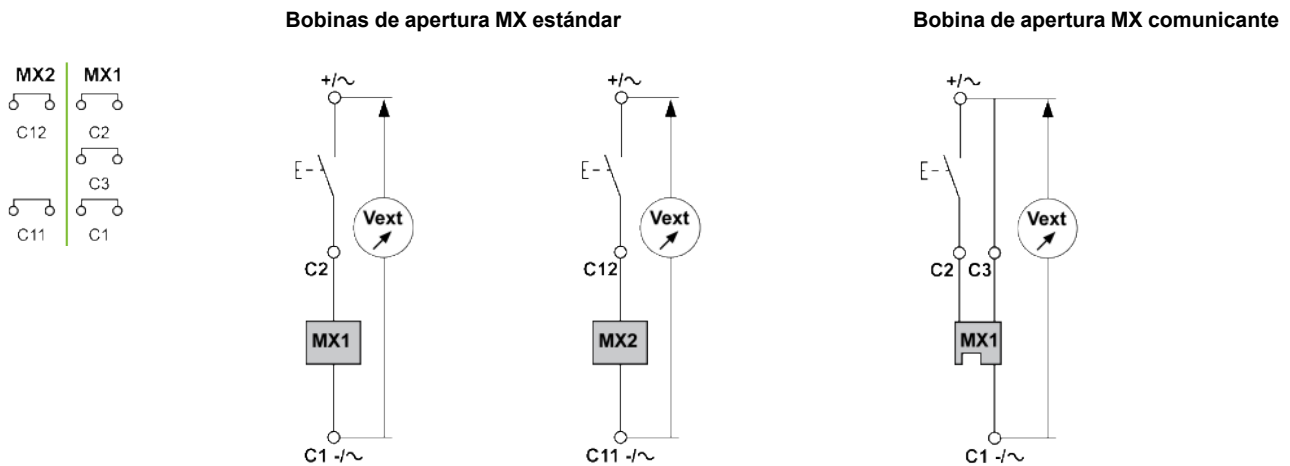 Bobinas de apertura MX estándar
Bobina de apertura MX comunicante
MX2 MX1
C12 C2
C3
C11 C1
+/~
Vext
C2
MX1
C1 -/~
+/~
Vext
C12
MX2
C11 -/~
+/~
Vext
C2 C3
MX1
C1 -/~